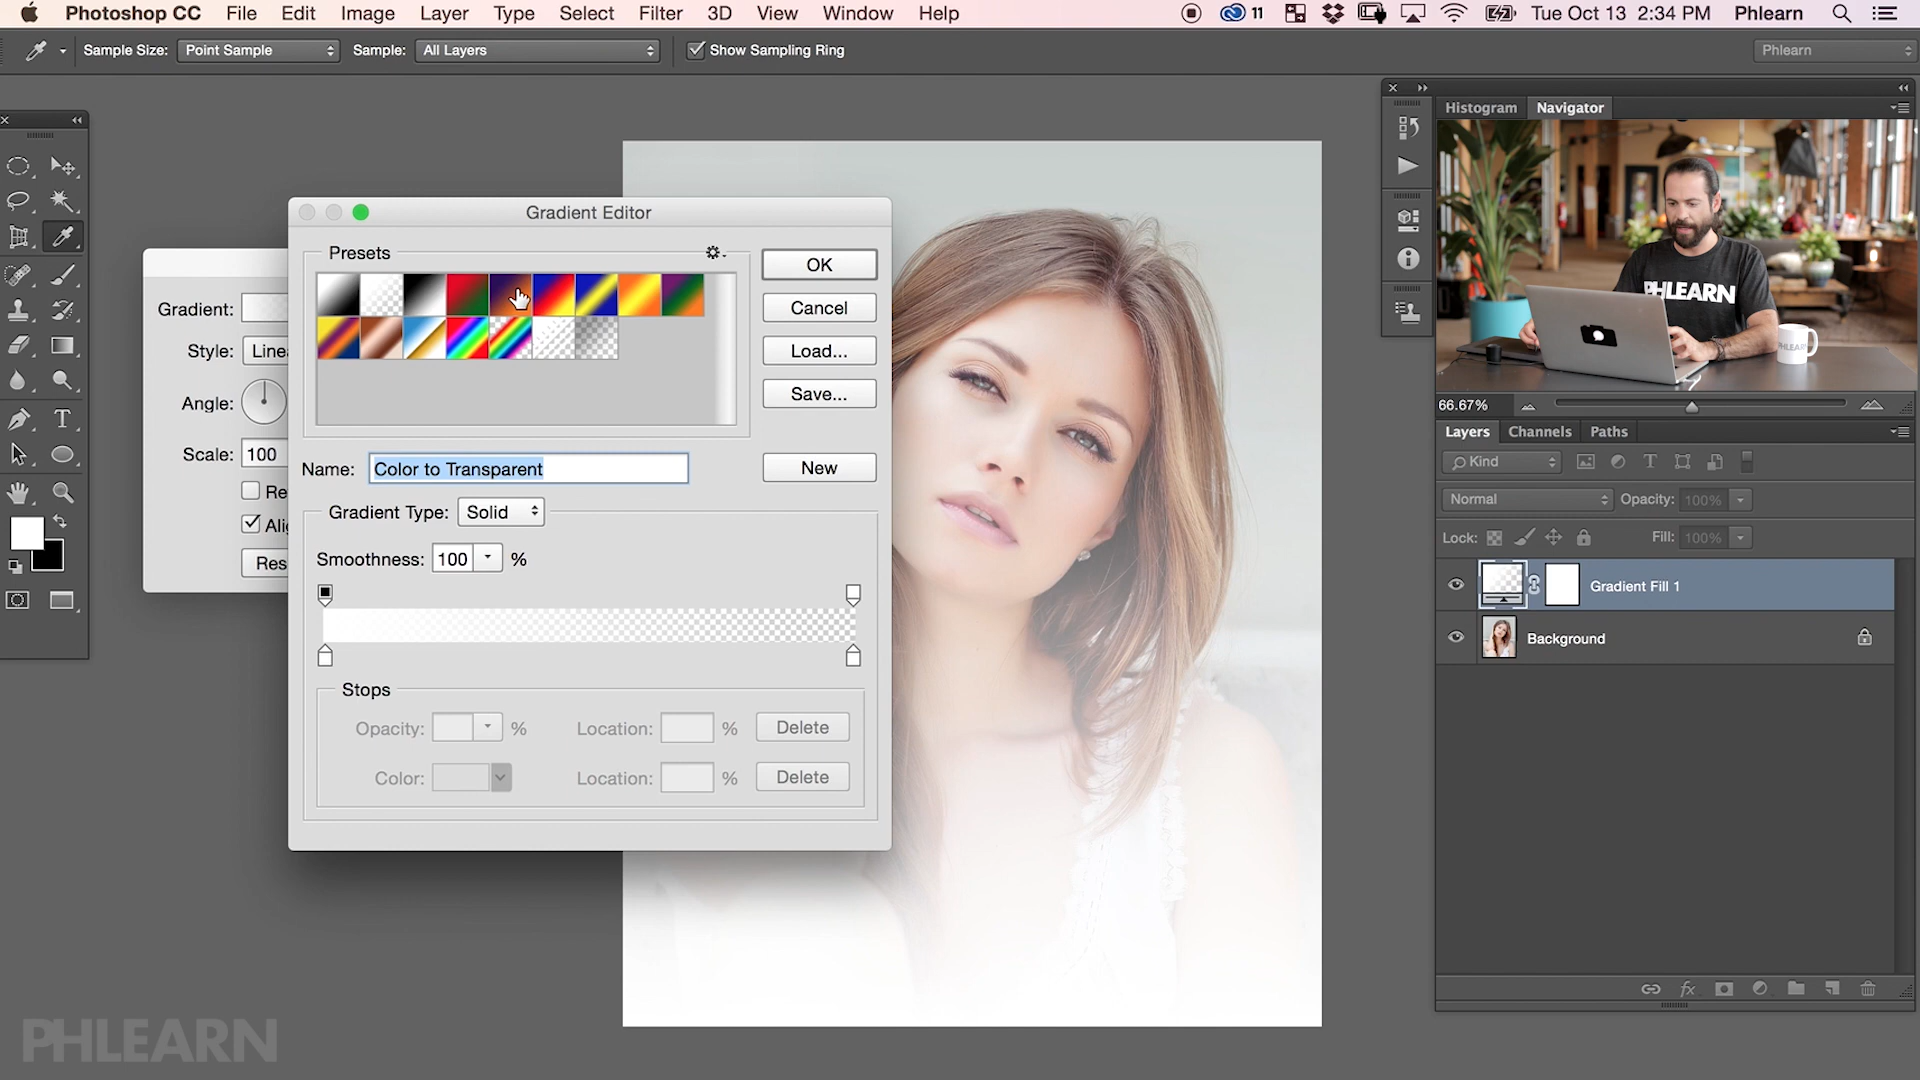 Photoshop CC File Edit Image Layer Type Select Filter 3D View Window Help 11 Tue Oct 13 2:34 PM Phlearn
Sample Size: Point Sample Sample: All Layers Show Sampling Ring Phlearn
Histogram Navigator
PHLEARN
PHLEARN
66.67%
Gradient:
Style: Line
Angle:
Scale: 100
Re
Alig
Res
Gradient Editor
Presets
OK
Cancel
Load...
Save...
Name: Color to Transparent New
Gradient Type: Solid
Smoothness: 100 %
Stops
Opacity: % Location: % Delete
Color: Location: % Delete
Layers Channels Paths
Kind
Normal Opacity: 100%
Lock: Fill: 100%
Gradient Fill 1
Background
fx
PHLEARN